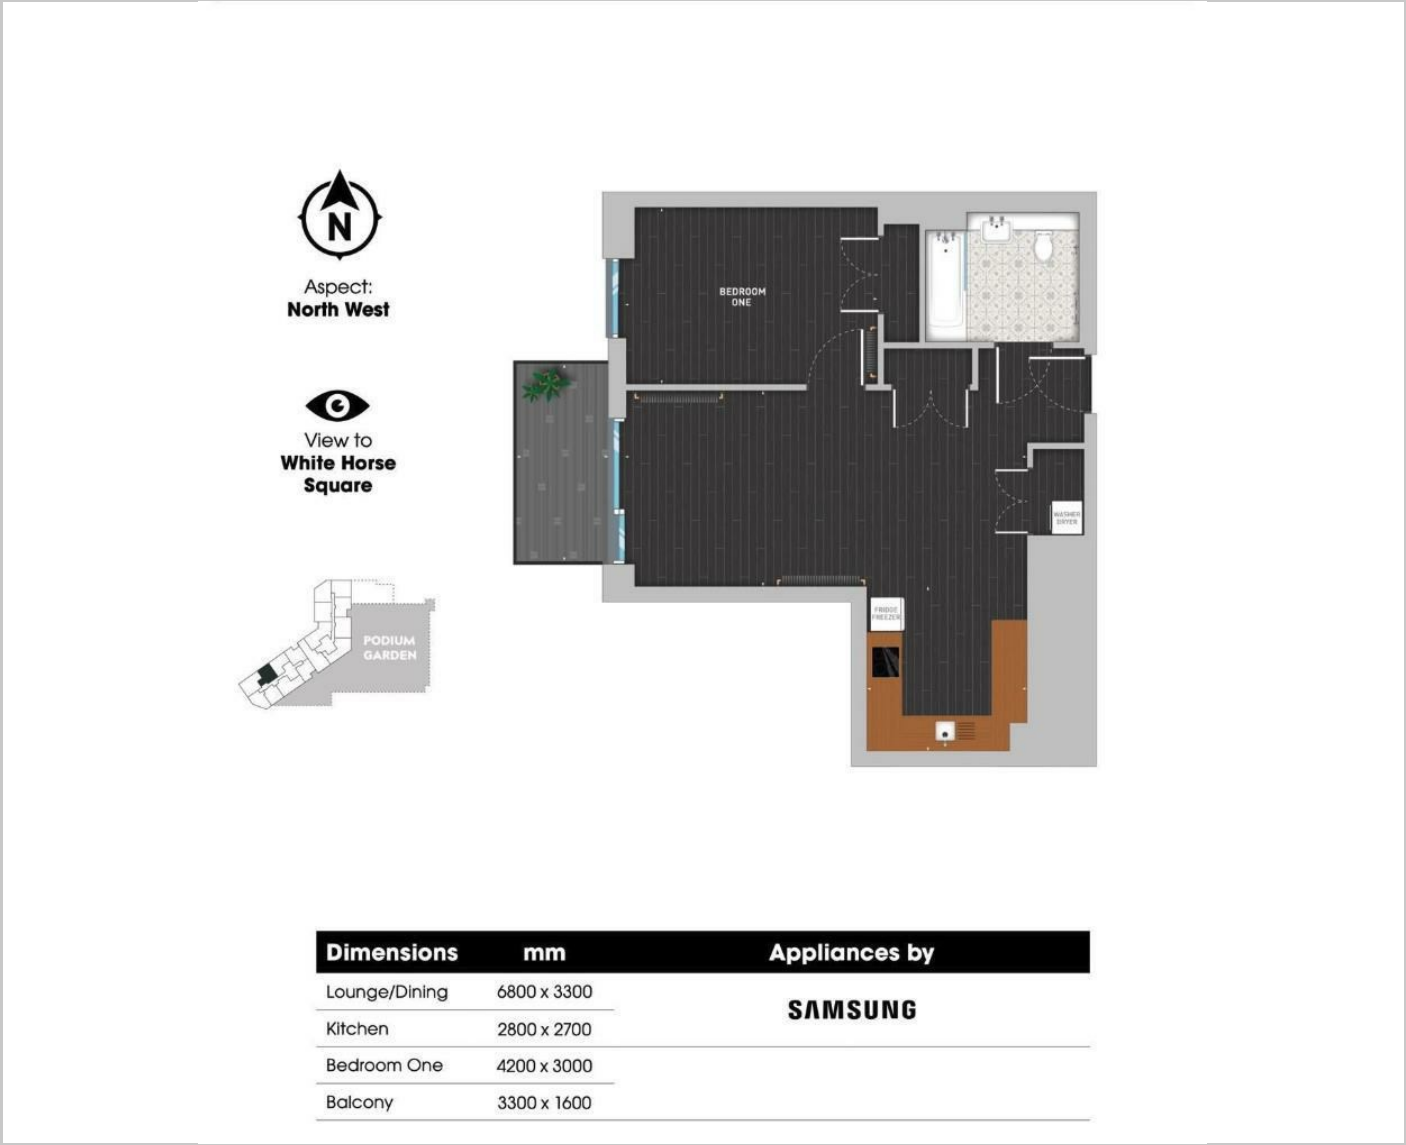 N
Aspect:
North West
View to
White Horse
Square
PODIUM
GARDEN
BEDROOM
ONE
WASHER
DRYER
FRIDGE
FREEZER
Dimensions mm Appliances by
Lounge/Dining 6800 x 3300
SAMSUNG
Kitchen 2800 x 2700
Bedroom One 4200 x 3000
Balcony 3300 x 1600